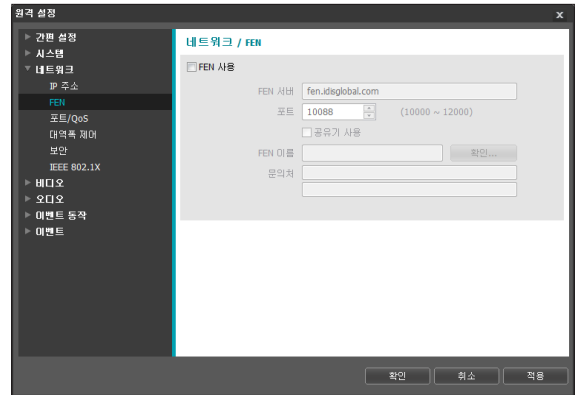 원격 설정
x
간편 설정
시스템
네트워크
IP 주소
FEN
포트/QoS
대역폭 제어
보안
IEEE 802.1X
비디오
오디오
이벤트 동작
이벤트
네트워크 / FEN
FEN 사용
FEN 서버 fen.idisglobal.com
포트 10088 (10000 ~ 12000)
공유기 사용
FEN 이름 확인...
문의처
확인 취소 적용